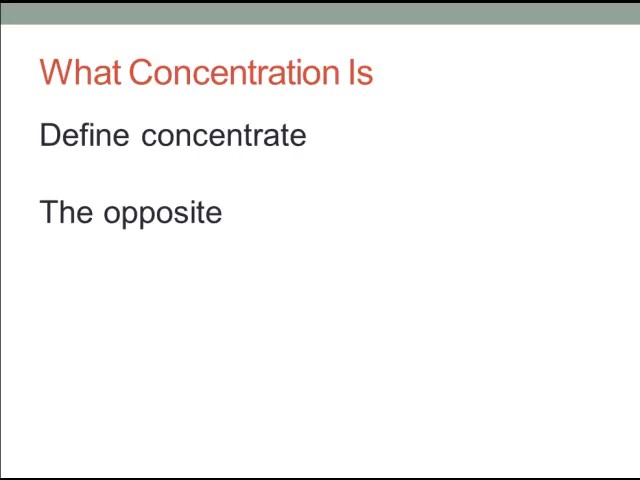 What Concentration Is
Define concentrate
The opposite